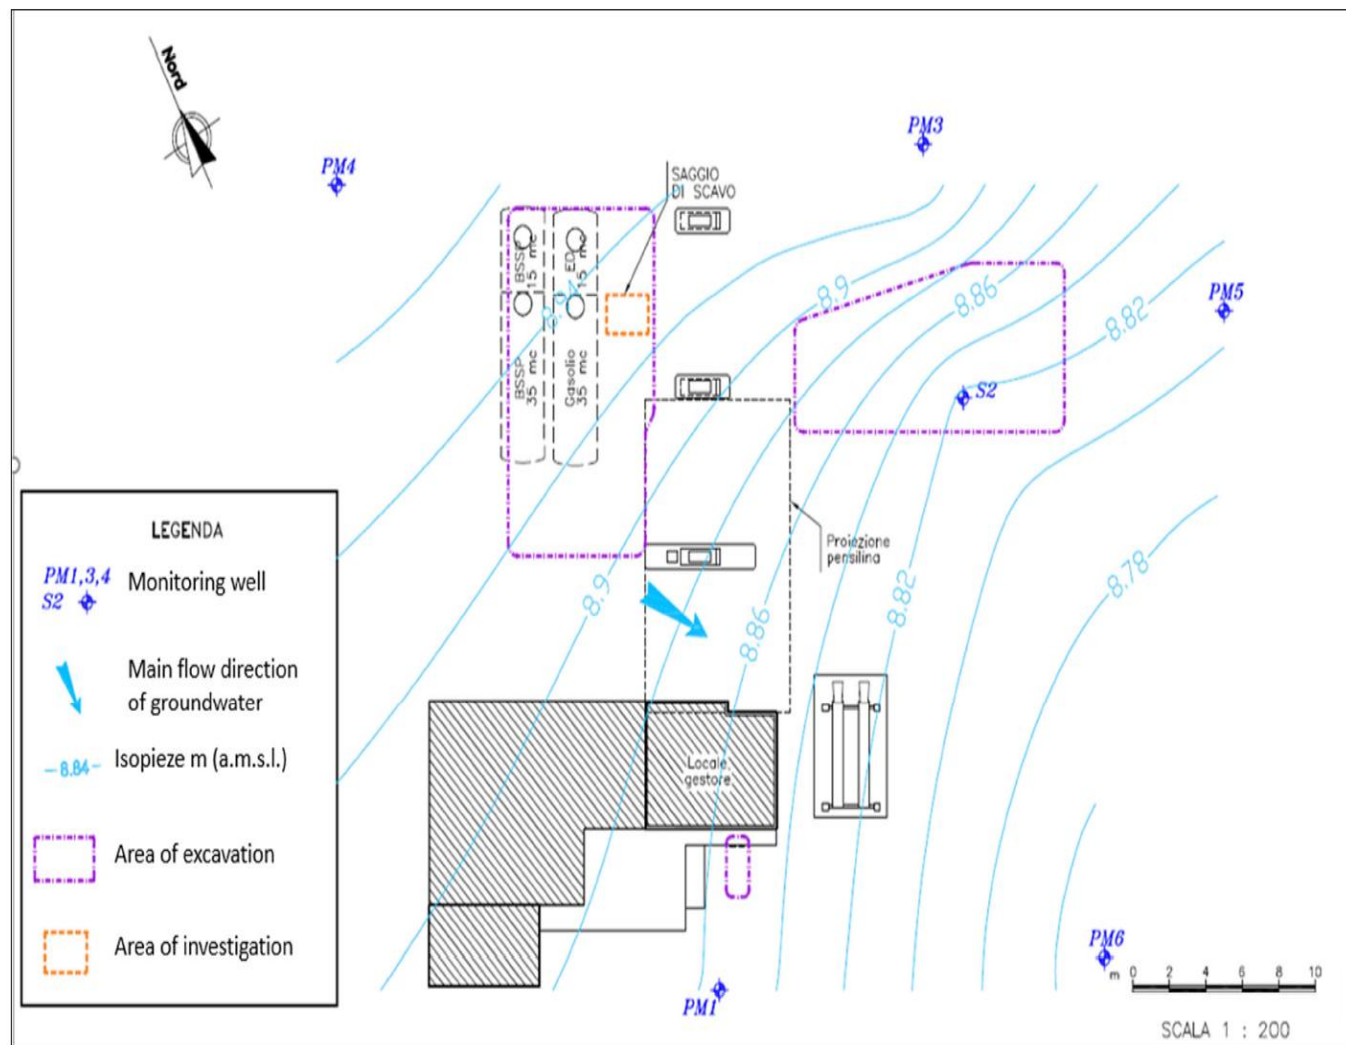 Nord
PM4
PM3
SAGGIO
DI SCAVO
BSSP
15 mc
ED
15 mc
8.94
8.9
8.86
8.82
PM5
BSSP
35 mc
Gasolio
35 mc
S2
Proiezione
pensilina
8.9
8.86
8.82
8.78
LEGENDA
PM1,3,4
S2
Monitoring well
Main flow direction
of groundwater
-8.84-
Isopieze m (a.m.s.l.)
Area of excavation
Area of investigation
Locale
gestore
PM1
PM6
m
0 2 4 6 8 10
SCALA 1 : 200